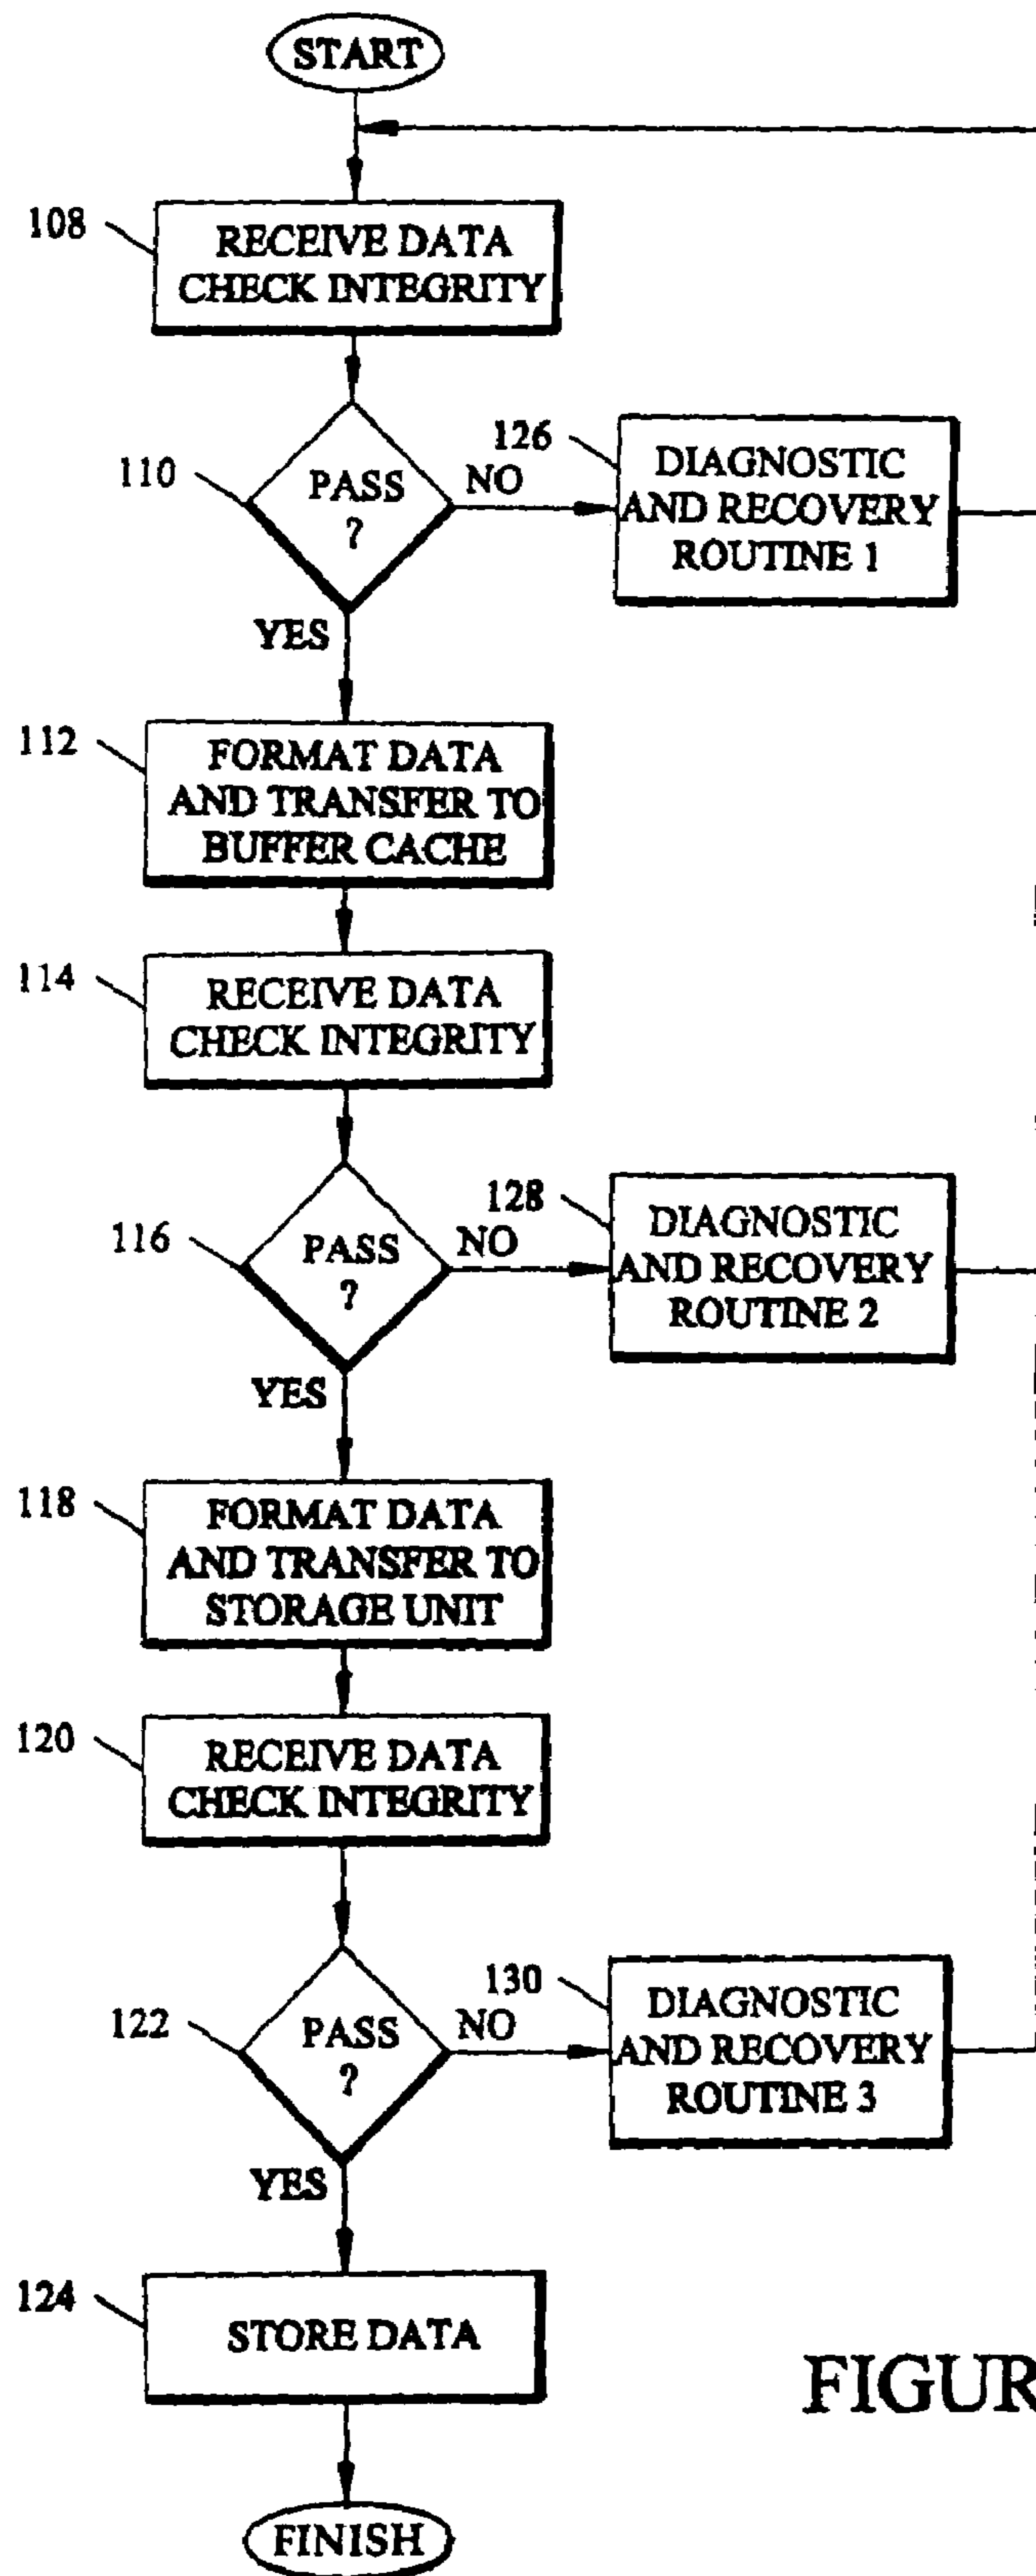 START
108
RECEIVE DATA
CHECK INTEGRITY
110
PASS
?
NO
126
DIAGNOSTIC
AND RECOVERY
ROUTINE 1
YES
112
FORMAT DATA
AND TRANSFER TO
BUFFER CACHE
114
RECEIVE DATA
CHECK INTEGRITY
116
PASS
?
NO
128
DIAGNOSTIC
AND RECOVERY
ROUTINE 2
YES
118
FORMAT DATA
AND TRANSFER TO
STORAGE UNIT
120
RECEIVE DATA
CHECK INTEGRITY
122
PASS
?
NO
130
DIAGNOSTIC
AND RECOVERY
ROUTINE 3
YES
124
STORE DATA
FIGUR
FINISH